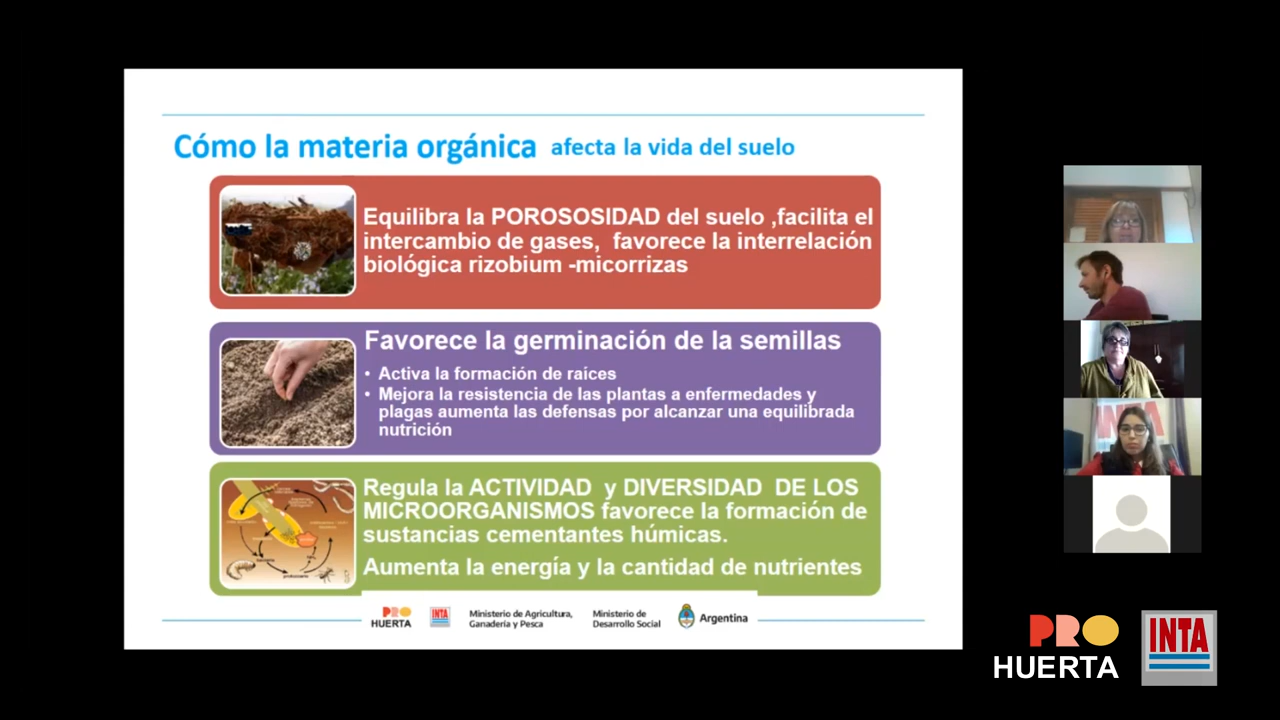 Cómo la materia orgánica afecta la vida del suelo
Equilibra la POROSOSIDAD del suelo ,facilita el
intercambio de gases, favorece la interrelación
biológica rizobium -micorrizas
Favorece la germinación de la semillas
• Activa la formación de raíces
• Mejora la resistencia de las plantas a enfermedades y
plagas aumenta las defensas por alcanzar una equilibrada
nutrición
Regula la ACTIVIDAD y DIVERSIDAD DE LOS
MICROORGANISMOS favorece la formación de
sustancias cementantes húmicas.
Aumenta la energía y la cantidad de nutrientes
PRO
HUERTA
INTA
Ministerio de Agricultura,
Ganadería y Pesca
Ministerio de
Desarrollo Social
Argentina
PRO
HUERTA
INTA